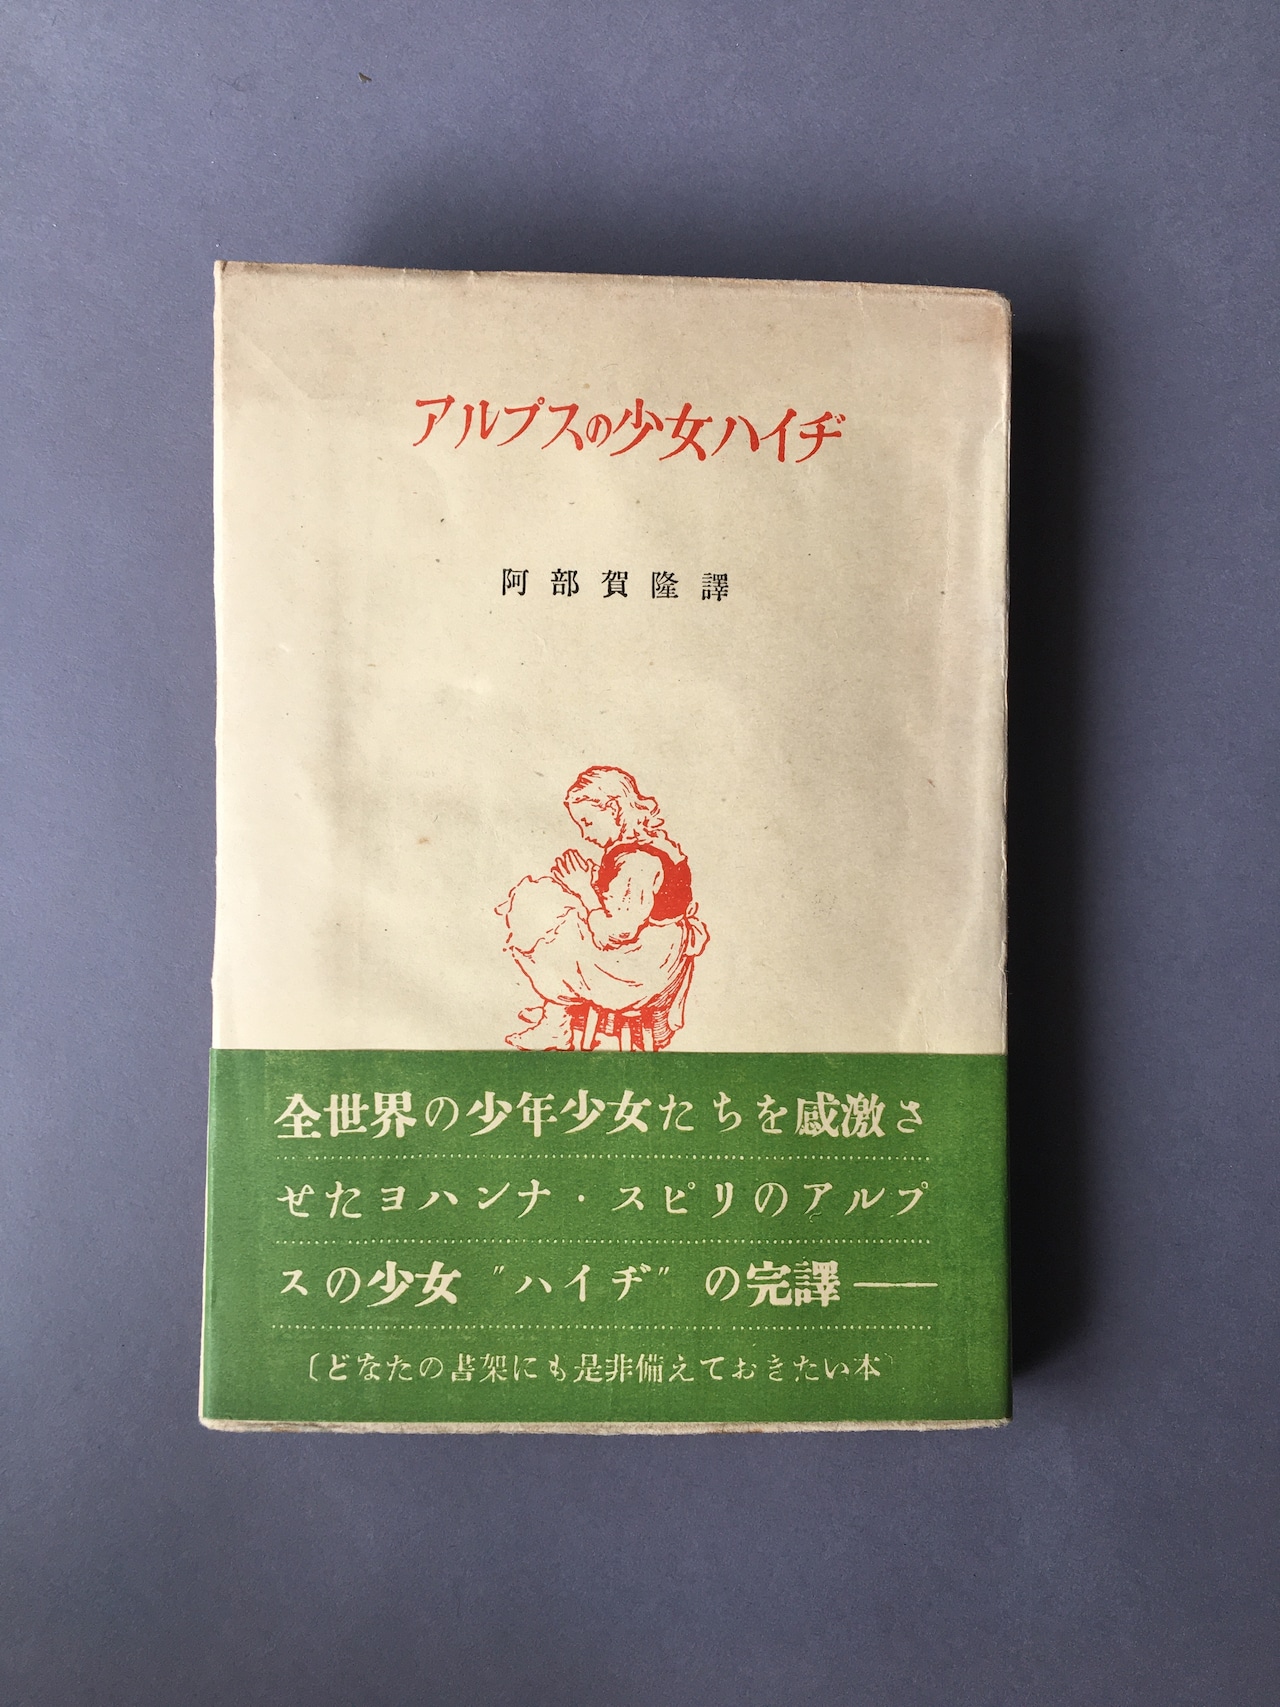 アルプスの少女ハイヂ
阿部賀隆譯
全世界の少年少女たちを感激さ
せたヨハンナ・スピリのアルプ
スの少女〝ハイヂ〟の完譯――
〔どなたの書架にも是非備えておきたい本〕